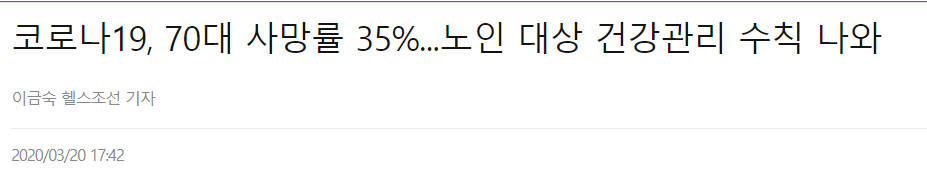 코로나19, 70대 사망률 35%...노인 대상 건강관리 수칙 나와
이금숙 헬스조선 기자
2020/03/20 17:42